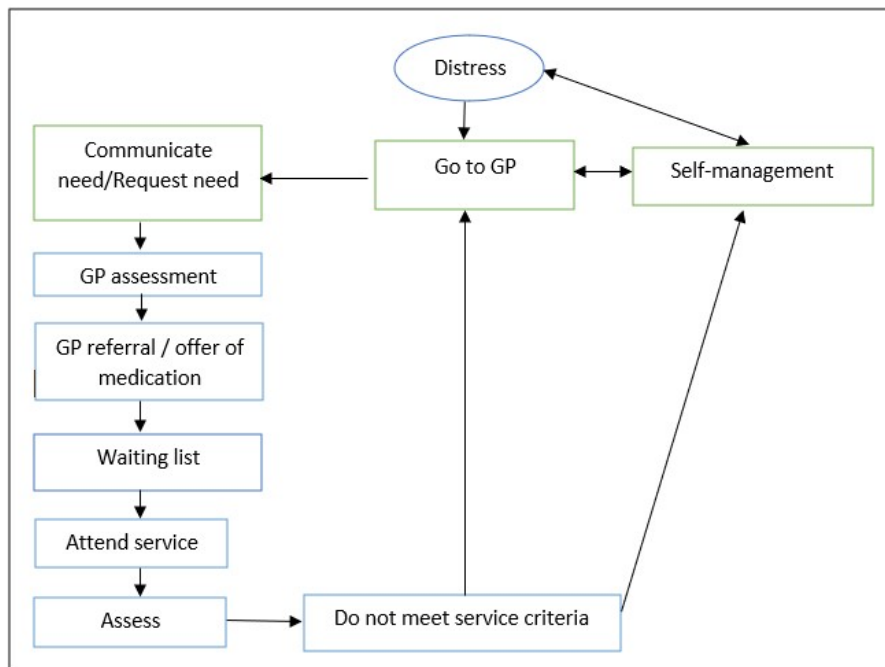 Distress
Communicate
need/Request need
Go to GP
Self-management
GP assessment
GP referral / offer of
medication
Waiting list
Attend service
Assess
Do not meet service criteria